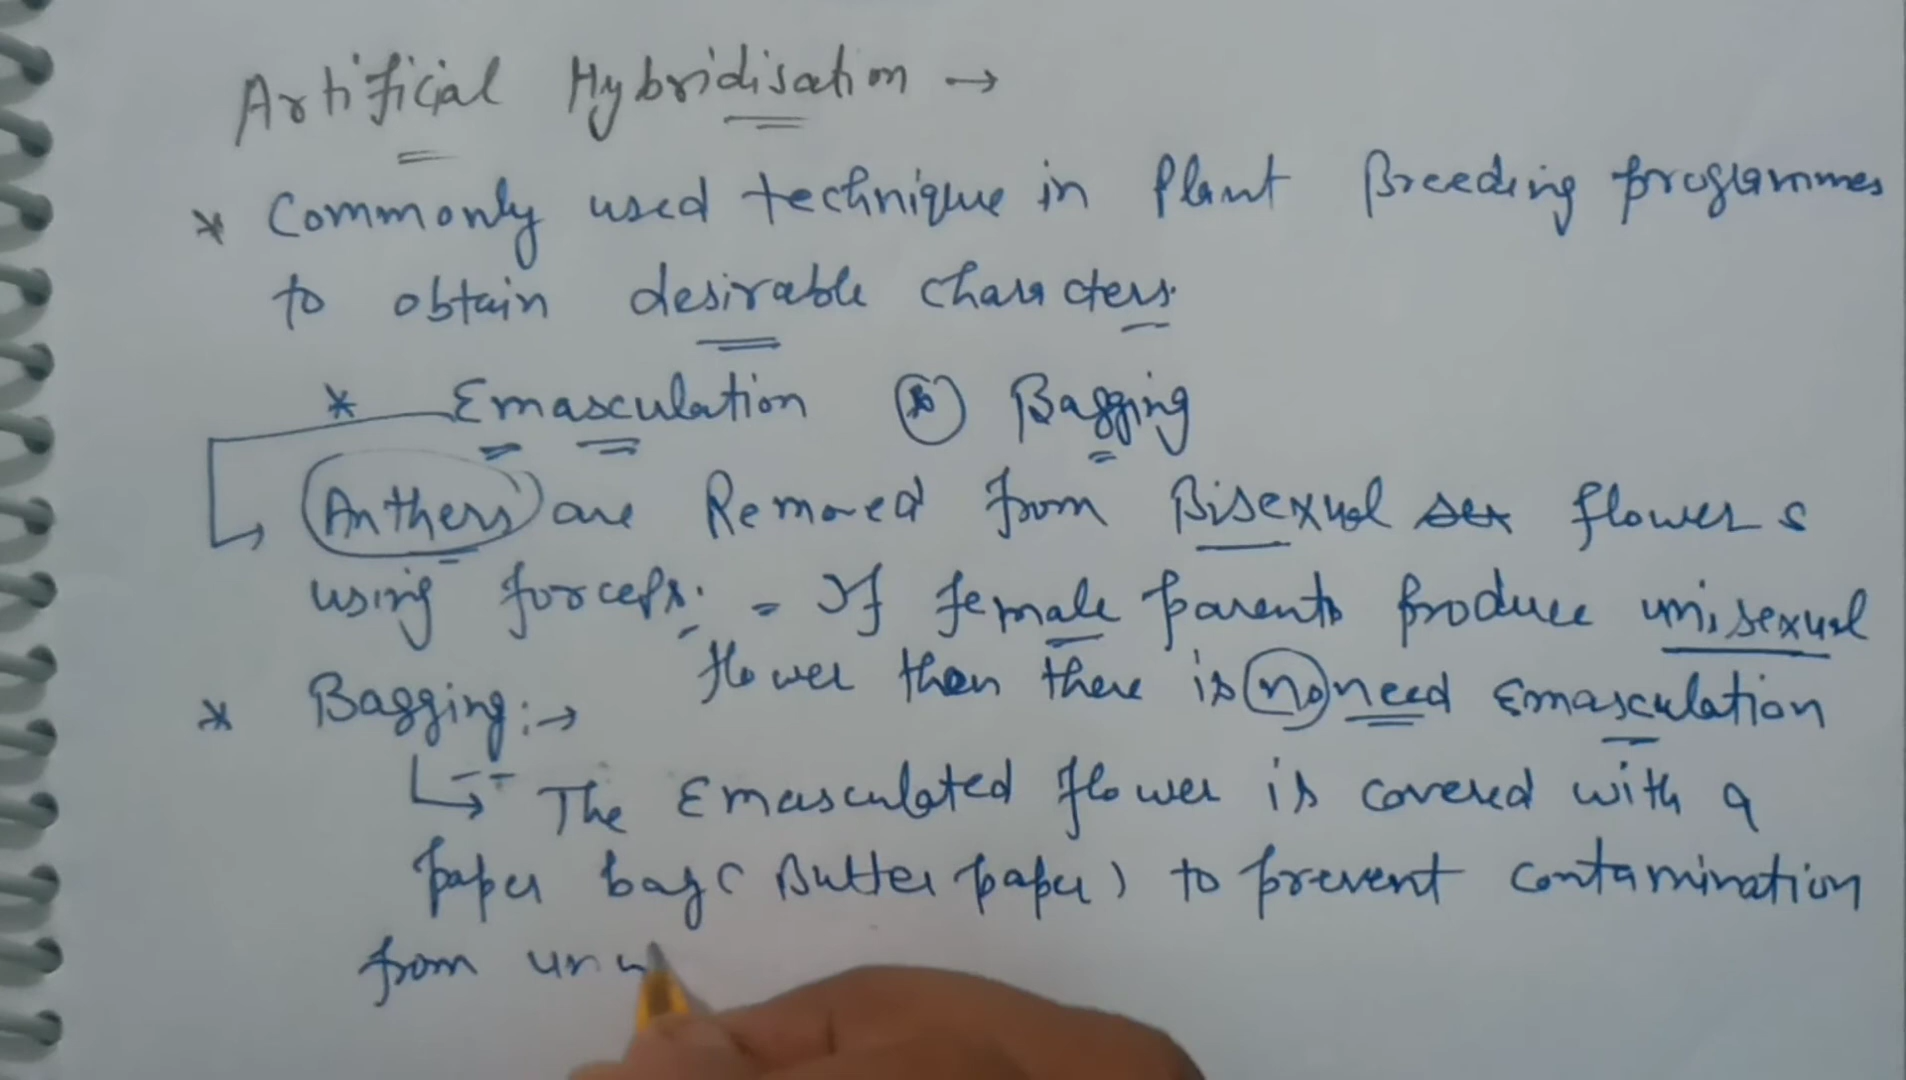 Artificial Hybridisation →
* Commonly used technique in Plant Breeding programmes
to obtain desirable characters.
* Emasculation & Bagging
Anthers are Removed from Bisexual flowers
using forceps. - If female parents produce unisexual
flower then there is no need Emasculation
* Bagging :→
The Emasculated flower is covered with a
paper bag (Butter paper) to prevent contamination
from